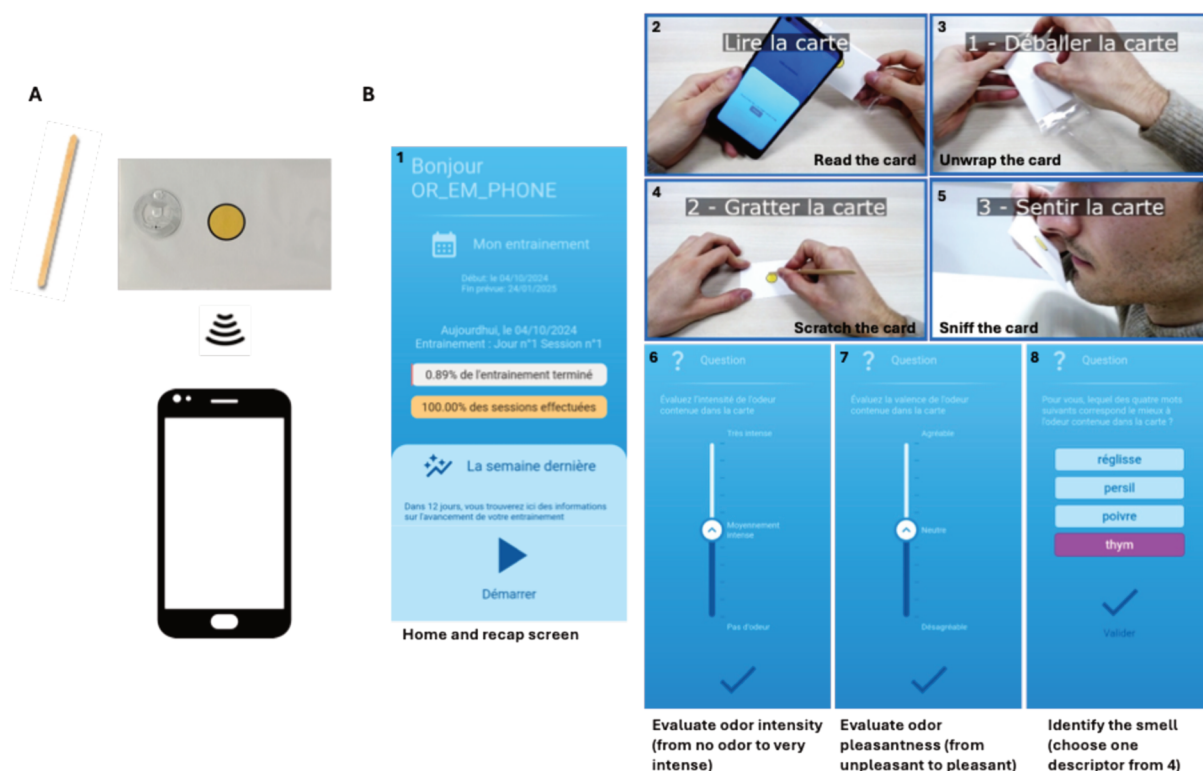 A
B
1
Bonjour
OR_EM_PHONE
Mon entrainement
Début: le 04/10/2024
Fin prévue: 24/01/2025
Aujourd'hui, le 04/10/2024
Entrainement : Jour n°1 Session n°1
0.89% de l'entrainement terminé
100.00% des sessions effectuées
La semaine dernière
Dans 12 jours, vous trouverez ici des informations
sur l'avancement de votre entrainement
Démarrer
Home and recap screen
2
Lire la carte
Read the card
3
1 - Déballer la carte
Unwrap the card
4
2 - Gratter la carte
Scratch the card
5
3 - Sentir la carte
Sniff the card
6
? Question
Évaluez l'intensité de l'odeur
contenue dans la carte
Très intense
Moyennement
intense
Pas d'odeur
Evaluate odor intensity
(from no odor to very
intense)
7
? Question
Évaluez la valence de l'odeur
contenue dans la carte
Agréable
Neutre
Désagréable
Evaluate odor
pleasantness (from
unpleasant to pleasant)
8
? Question
Pour vous, lequel des quatre mots
suivants correspond le mieux à
l'odeur contenue dans la carte ?
réglisse
persil
poivre
thym
Valider
Identify the smell
(choose one
descriptor from 4)